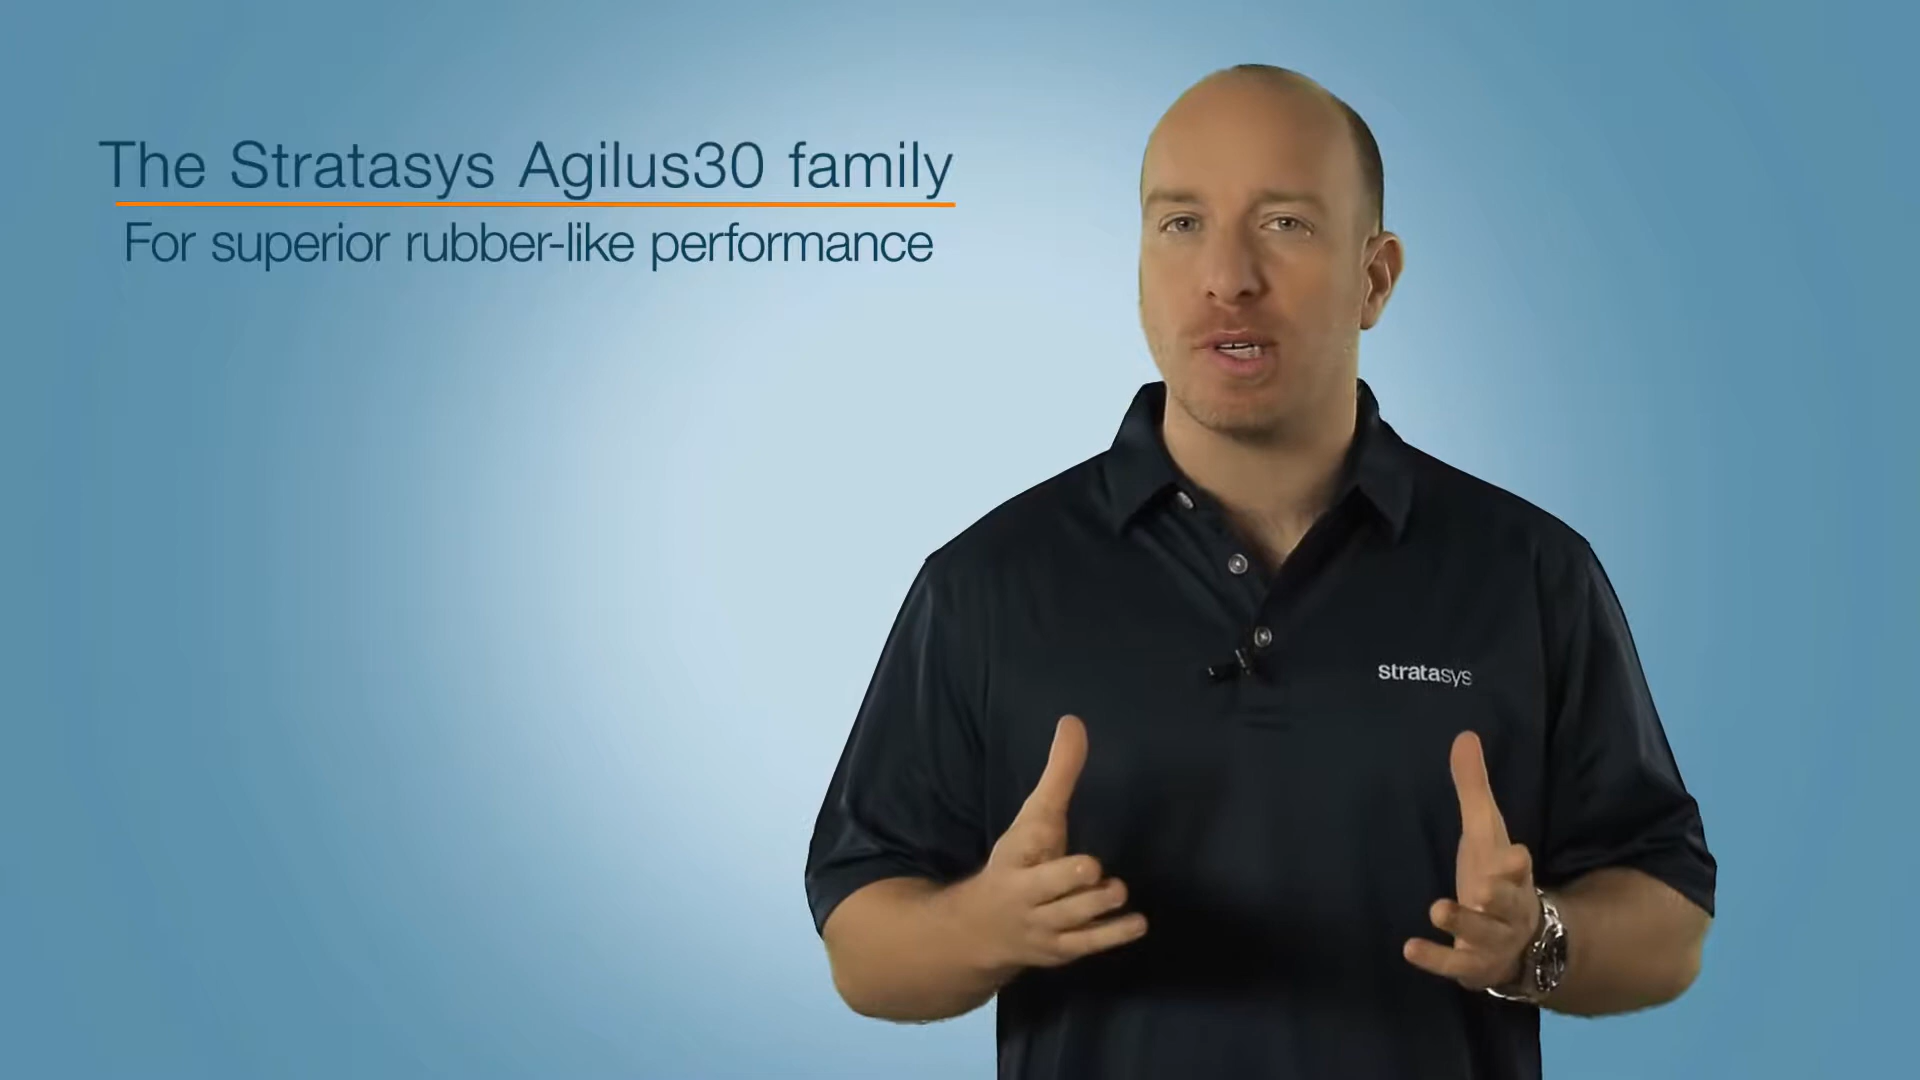 The Stratasys Agilus30 family
For superior rubber-like performance
stratasys